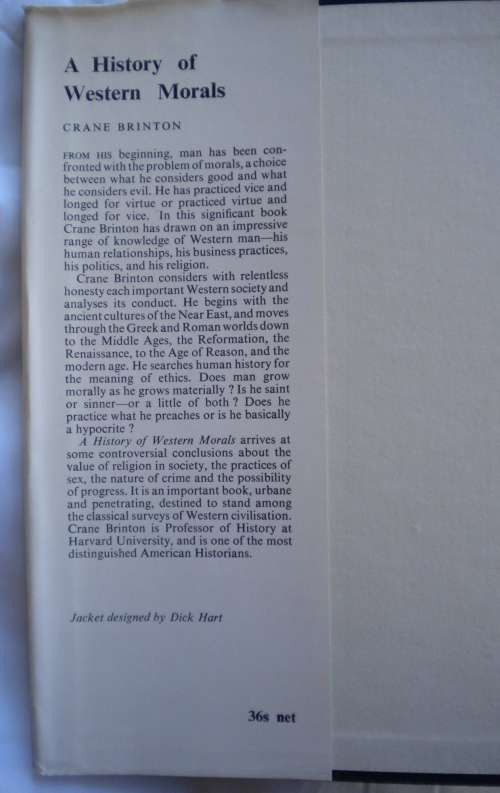 A History of
Western Morals
CRANE BRINTON
FROM HIS beginning, man has been con-
fronted with the problem of morals, a choice
between what he considers good and what
he considers evil. He has practiced vice and
longed for virtue or practiced virtue and
longed for vice. In this significant book
Crane Brinton has drawn on an impressive
range of knowledge of Western man—his
human relationships, his business practices,
his politics, and his religion.
Crane Brinton considers with relentless
honesty each important Western society and
analyses its conduct. He begins with the
ancient cultures of the Near East, and moves
through the Greek and Roman worlds down
to the Middle Ages, the Reformation, the
Renaissance, to the Age of Reason, and the
modern age. He searches human history for
the meaning of ethics. Does man grow
morally as he grows materially ? Is he saint
or sinner—or a little of both ? Does he
practice what he preaches or is he basically
a hypocrite ?
A History of Western Morals arrives at
some controversial conclusions about the
value of religion in society, the practices of
sex, the nature of crime and the possibility
of progress. It is an important book, urbane
and penetrating, destined to stand among
the classical surveys of Western civilisation.
Crane Brinton is Professor of History at
Harvard University, and is one of the most
distinguished American Historians.
Jacket designed by Dick Hart
36s net